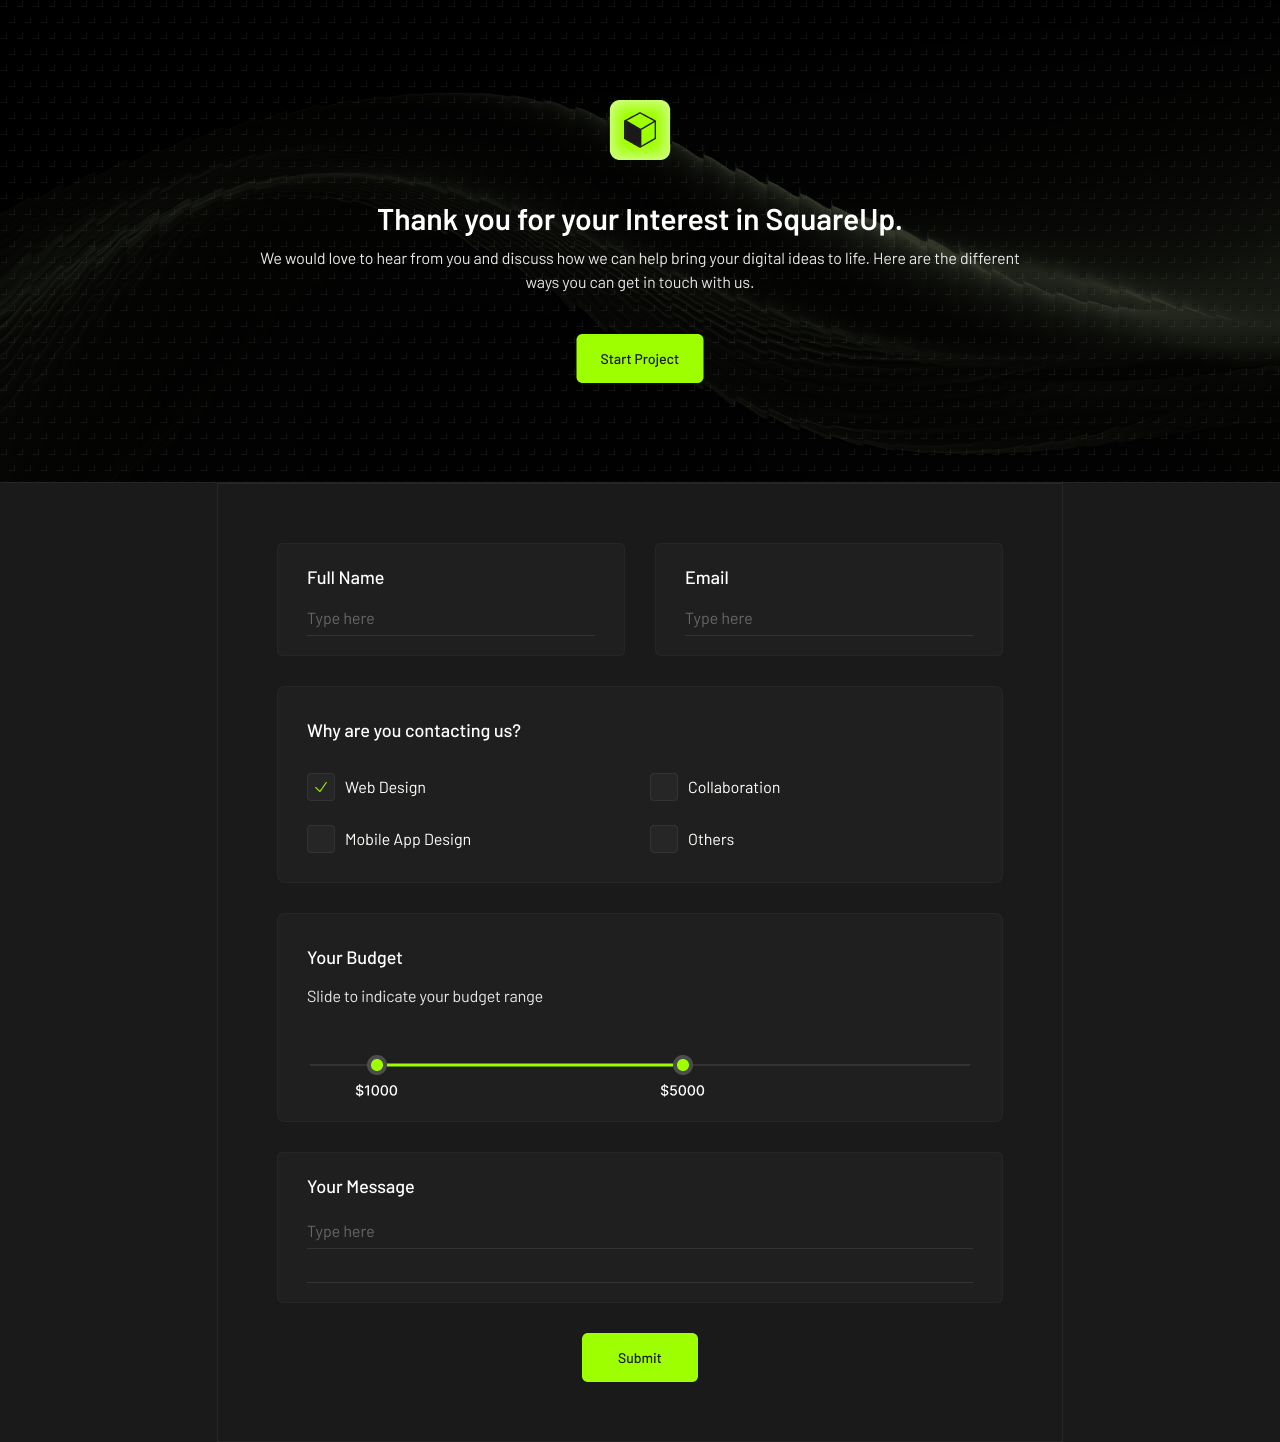 Thank you for your Interest in SquareUp.
We would love to hear from you and discuss how we can help bring your digital ideas to life. Here are the different
ways you can get in touch with us.
Start Project
Full Name
Type here
Email
Type here
Why are you contacting us?
Web Design
Collaboration
Mobile App Design
Others
Your Budget
Slide to indicate your budget range
$1000
$5000
Your Message
Type here
Submit